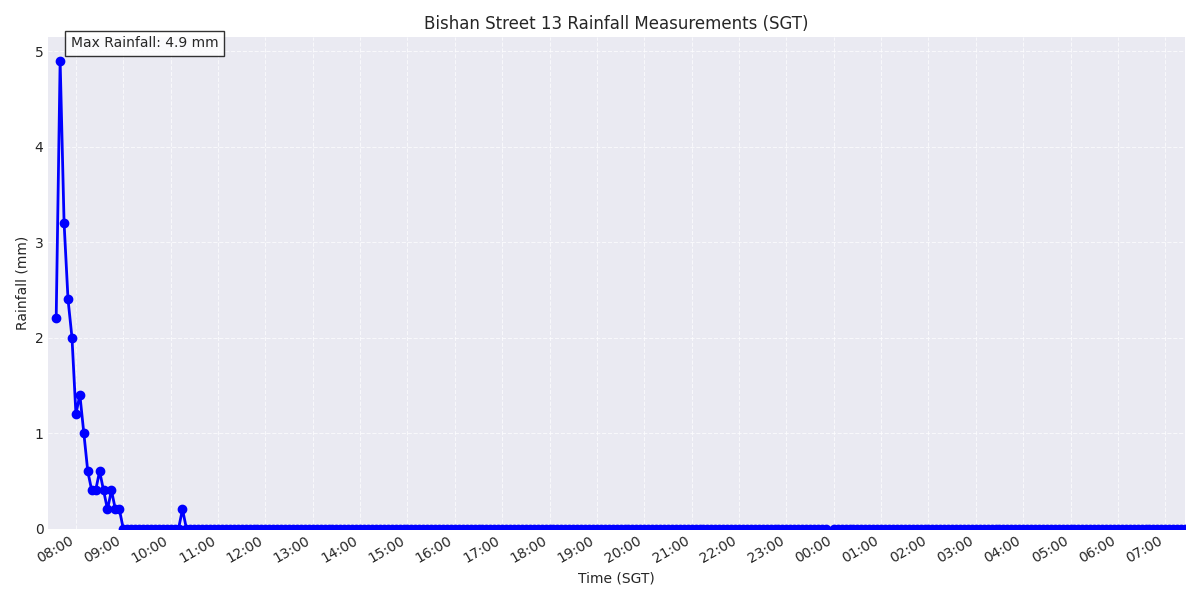 Bishan Street 13 Rainfall Measurements (SGT)
Max Rainfall: 4.9 mm
5
4
3
2
1
0
Rainfall (mm)
08:00 09:00 10:00 11:00 12:00 13:00 14:00 15:00 16:00 17:00 18:00 19:00 20:00 21:00 22:00 23:00 00:00 01:00 02:00 03:00 04:00 05:00 06:00 07:00
Time (SGT)